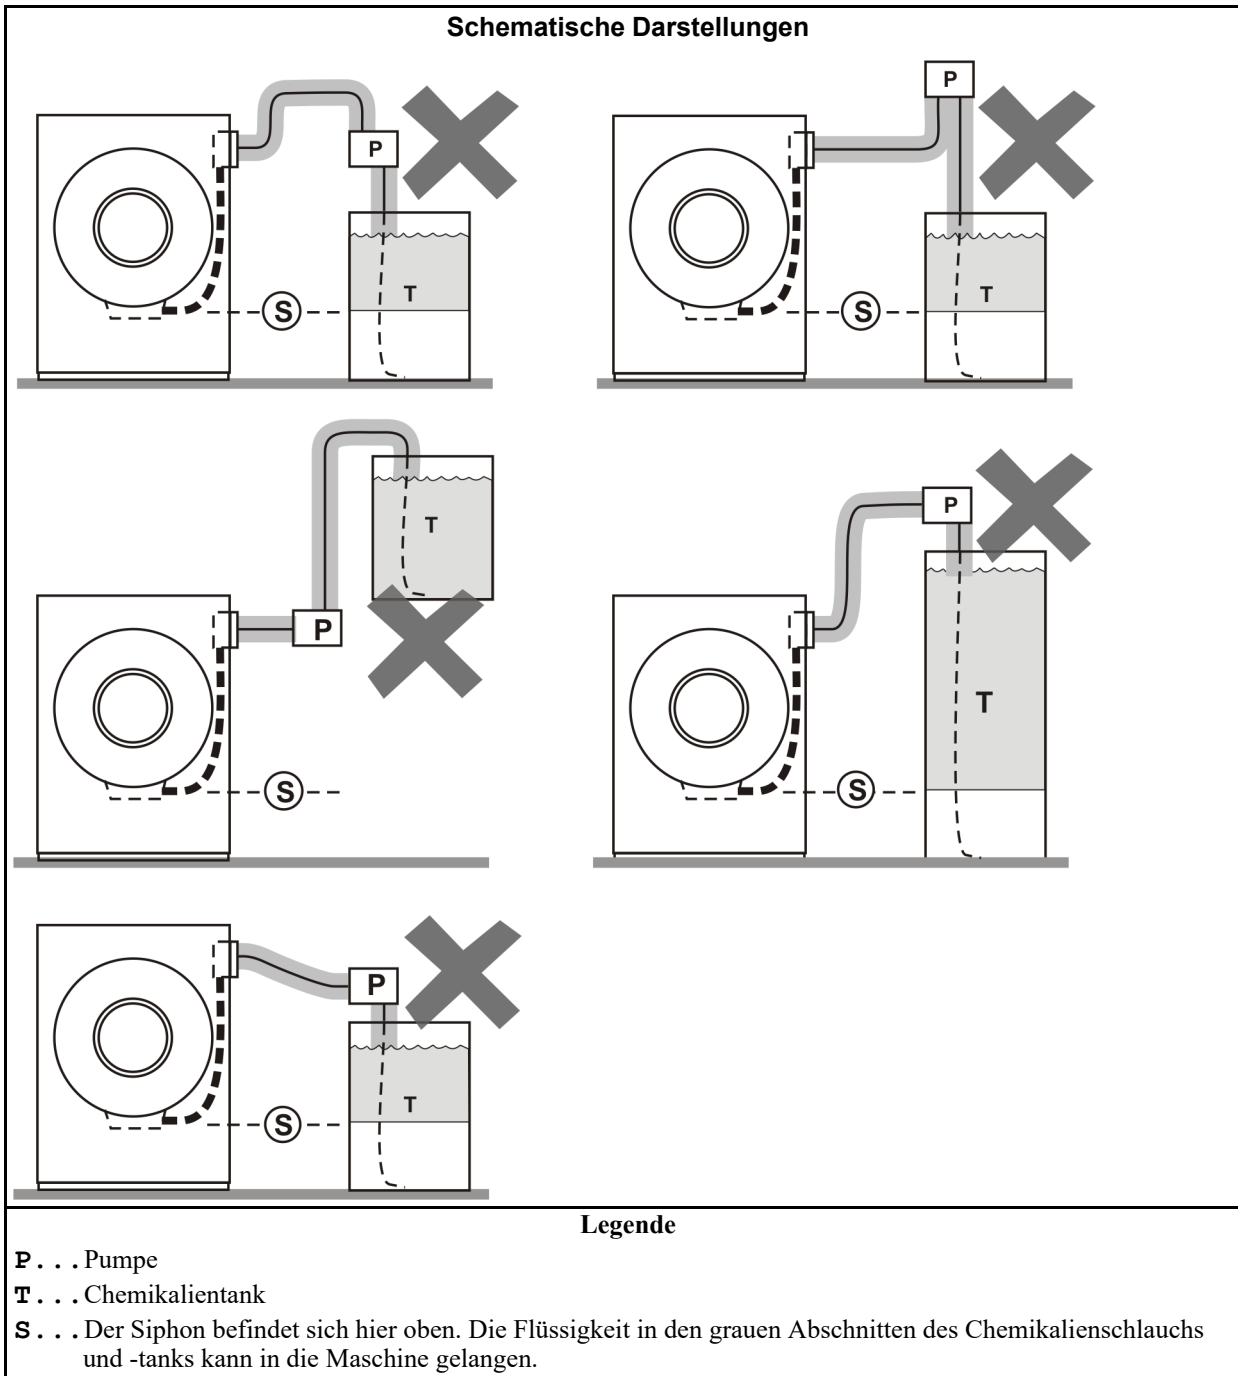 Schematische Darstellungen
P
P
T
S
T
S
T
P
P
T
S
S
P
T
S
Legende
P...Pumpe
T...Chemikalientank
S...Der Siphon befindet sich hier oben. Die Flüssigkeit in den grauen Abschnitten des Chemikalienschlauchs
und -tanks kann in die Maschine gelangen.